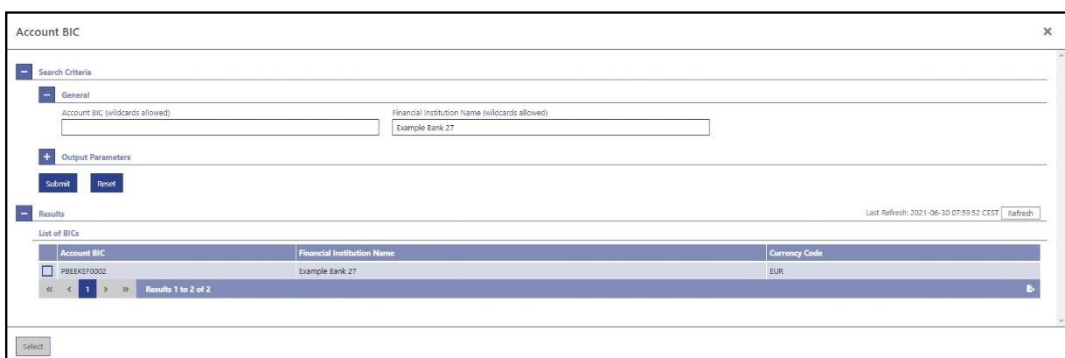 Account BIC
Search Criteria
General
Account BIC (wildcards allowed) Financial Institution Name (wildcards allowed)
Example Bank 27
Output Parameters
Submit Reset
Results Last Refresh: 2021-06-30 07:59:52 CEST Refresh
List of BICs
Account BIC Financial Institution Name Currency Code
PBEEKEF0002 Example Bank 27 EUR
« < 1 > » Results 1 to 2 of 2
Select